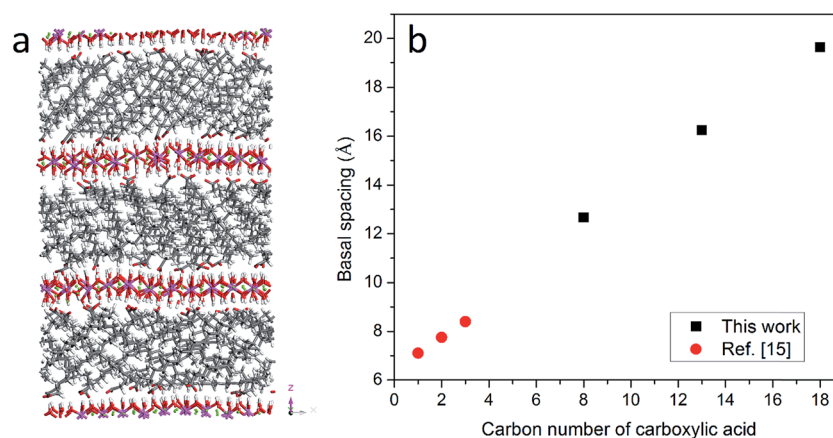 a
z
x
b
20
18
16
14
12
10
8
6
Basal spacing (Å)
0 2 4 6 8 10 12 14 16 18
Carbon number of carboxylic acid
This work
Ref. [15]